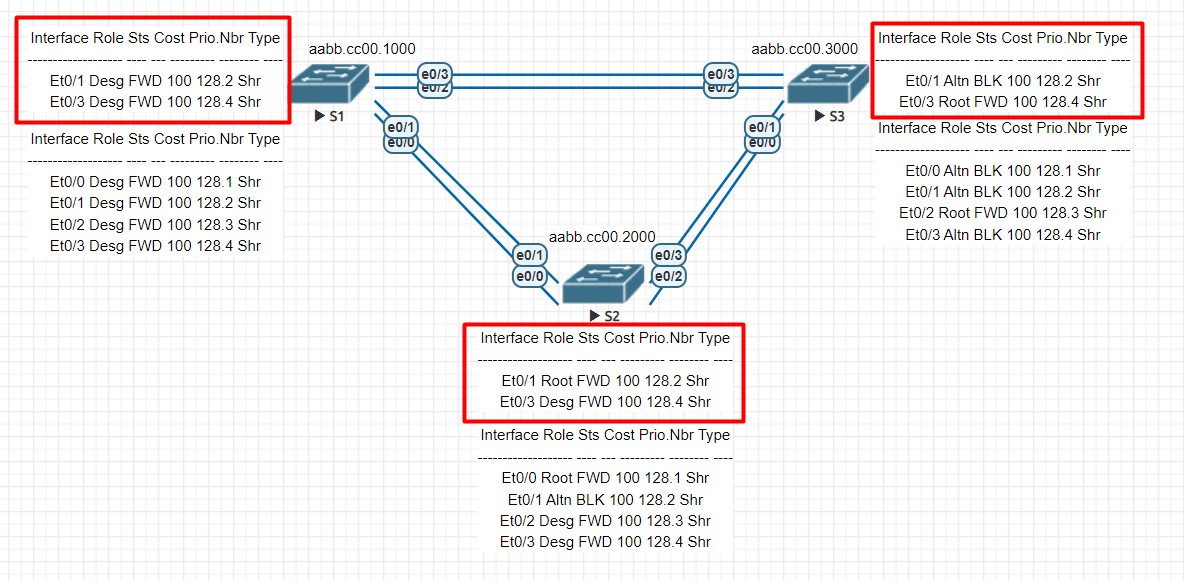 Interface Role Sts Cost Prio.Nbr Type
------------------- ---- --- --------- -------- ----
Et0/1 Desg FWD 100 128.2 Shr
Et0/3 Desg FWD 100 128.4 Shr
Interface Role Sts Cost Prio.Nbr Type
------------------- ---- --- --------- -------- ----
Et0/0 Desg FWD 100 128.1 Shr
Et0/1 Desg FWD 100 128.2 Shr
Et0/2 Desg FWD 100 128.3 Shr
Et0/3 Desg FWD 100 128.4 Shr
aabb.cc00.1000
S1
e0/3
e0/2
e0/1
e0/0
aabb.cc00.3000
S3
e0/3
e0/2
e0/1
e0/0
Interface Role Sts Cost Prio.Nbr Type
------------------- ---- --- --------- -------- ----
Et0/1 Altn BLK 100 128.2 Shr
Et0/3 Root FWD 100 128.4 Shr
Interface Role Sts Cost Prio.Nbr Type
------------------- ---- --- --------- -------- ----
Et0/0 Altn BLK 100 128.1 Shr
Et0/1 Altn BLK 100 128.2 Shr
Et0/2 Root FWD 100 128.3 Shr
Et0/3 Altn BLK 100 128.4 Shr
aabb.cc00.2000
e0/1
e0/0
e0/3
e0/2
S2
Interface Role Sts Cost Prio.Nbr Type
------------------- ---- --- --------- -------- ----
Et0/1 Root FWD 100 128.2 Shr
Et0/3 Desg FWD 100 128.4 Shr
Interface Role Sts Cost Prio.Nbr Type
------------------- ---- --- --------- -------- ----
Et0/0 Root FWD 100 128.1 Shr
Et0/1 Altn BLK 100 128.2 Shr
Et0/2 Desg FWD 100 128.3 Shr
Et0/3 Desg FWD 100 128.4 Shr